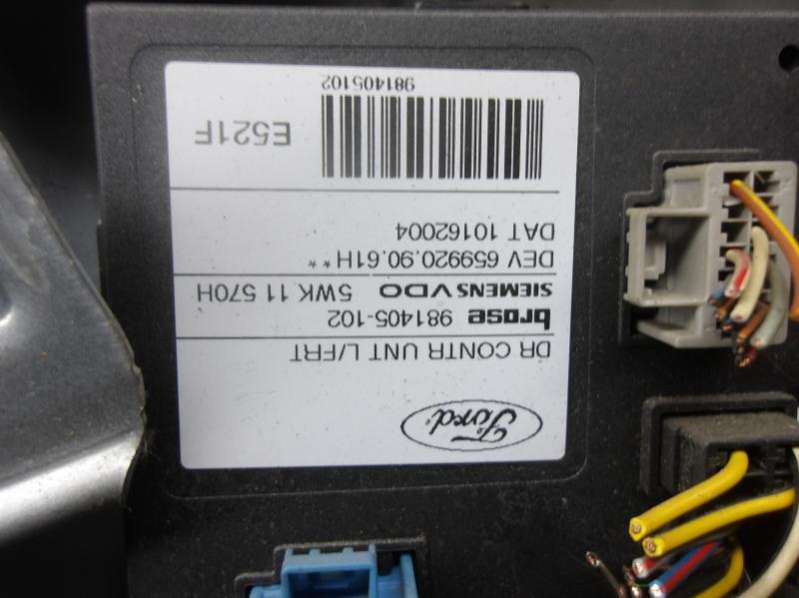 Ford
DR CONTR UNT L/FRT
brose 981405-102
SIEMENS VDO 5WK 11 570H
DEV 659920.90.61H**
DAT 10162004
E521F
981405102